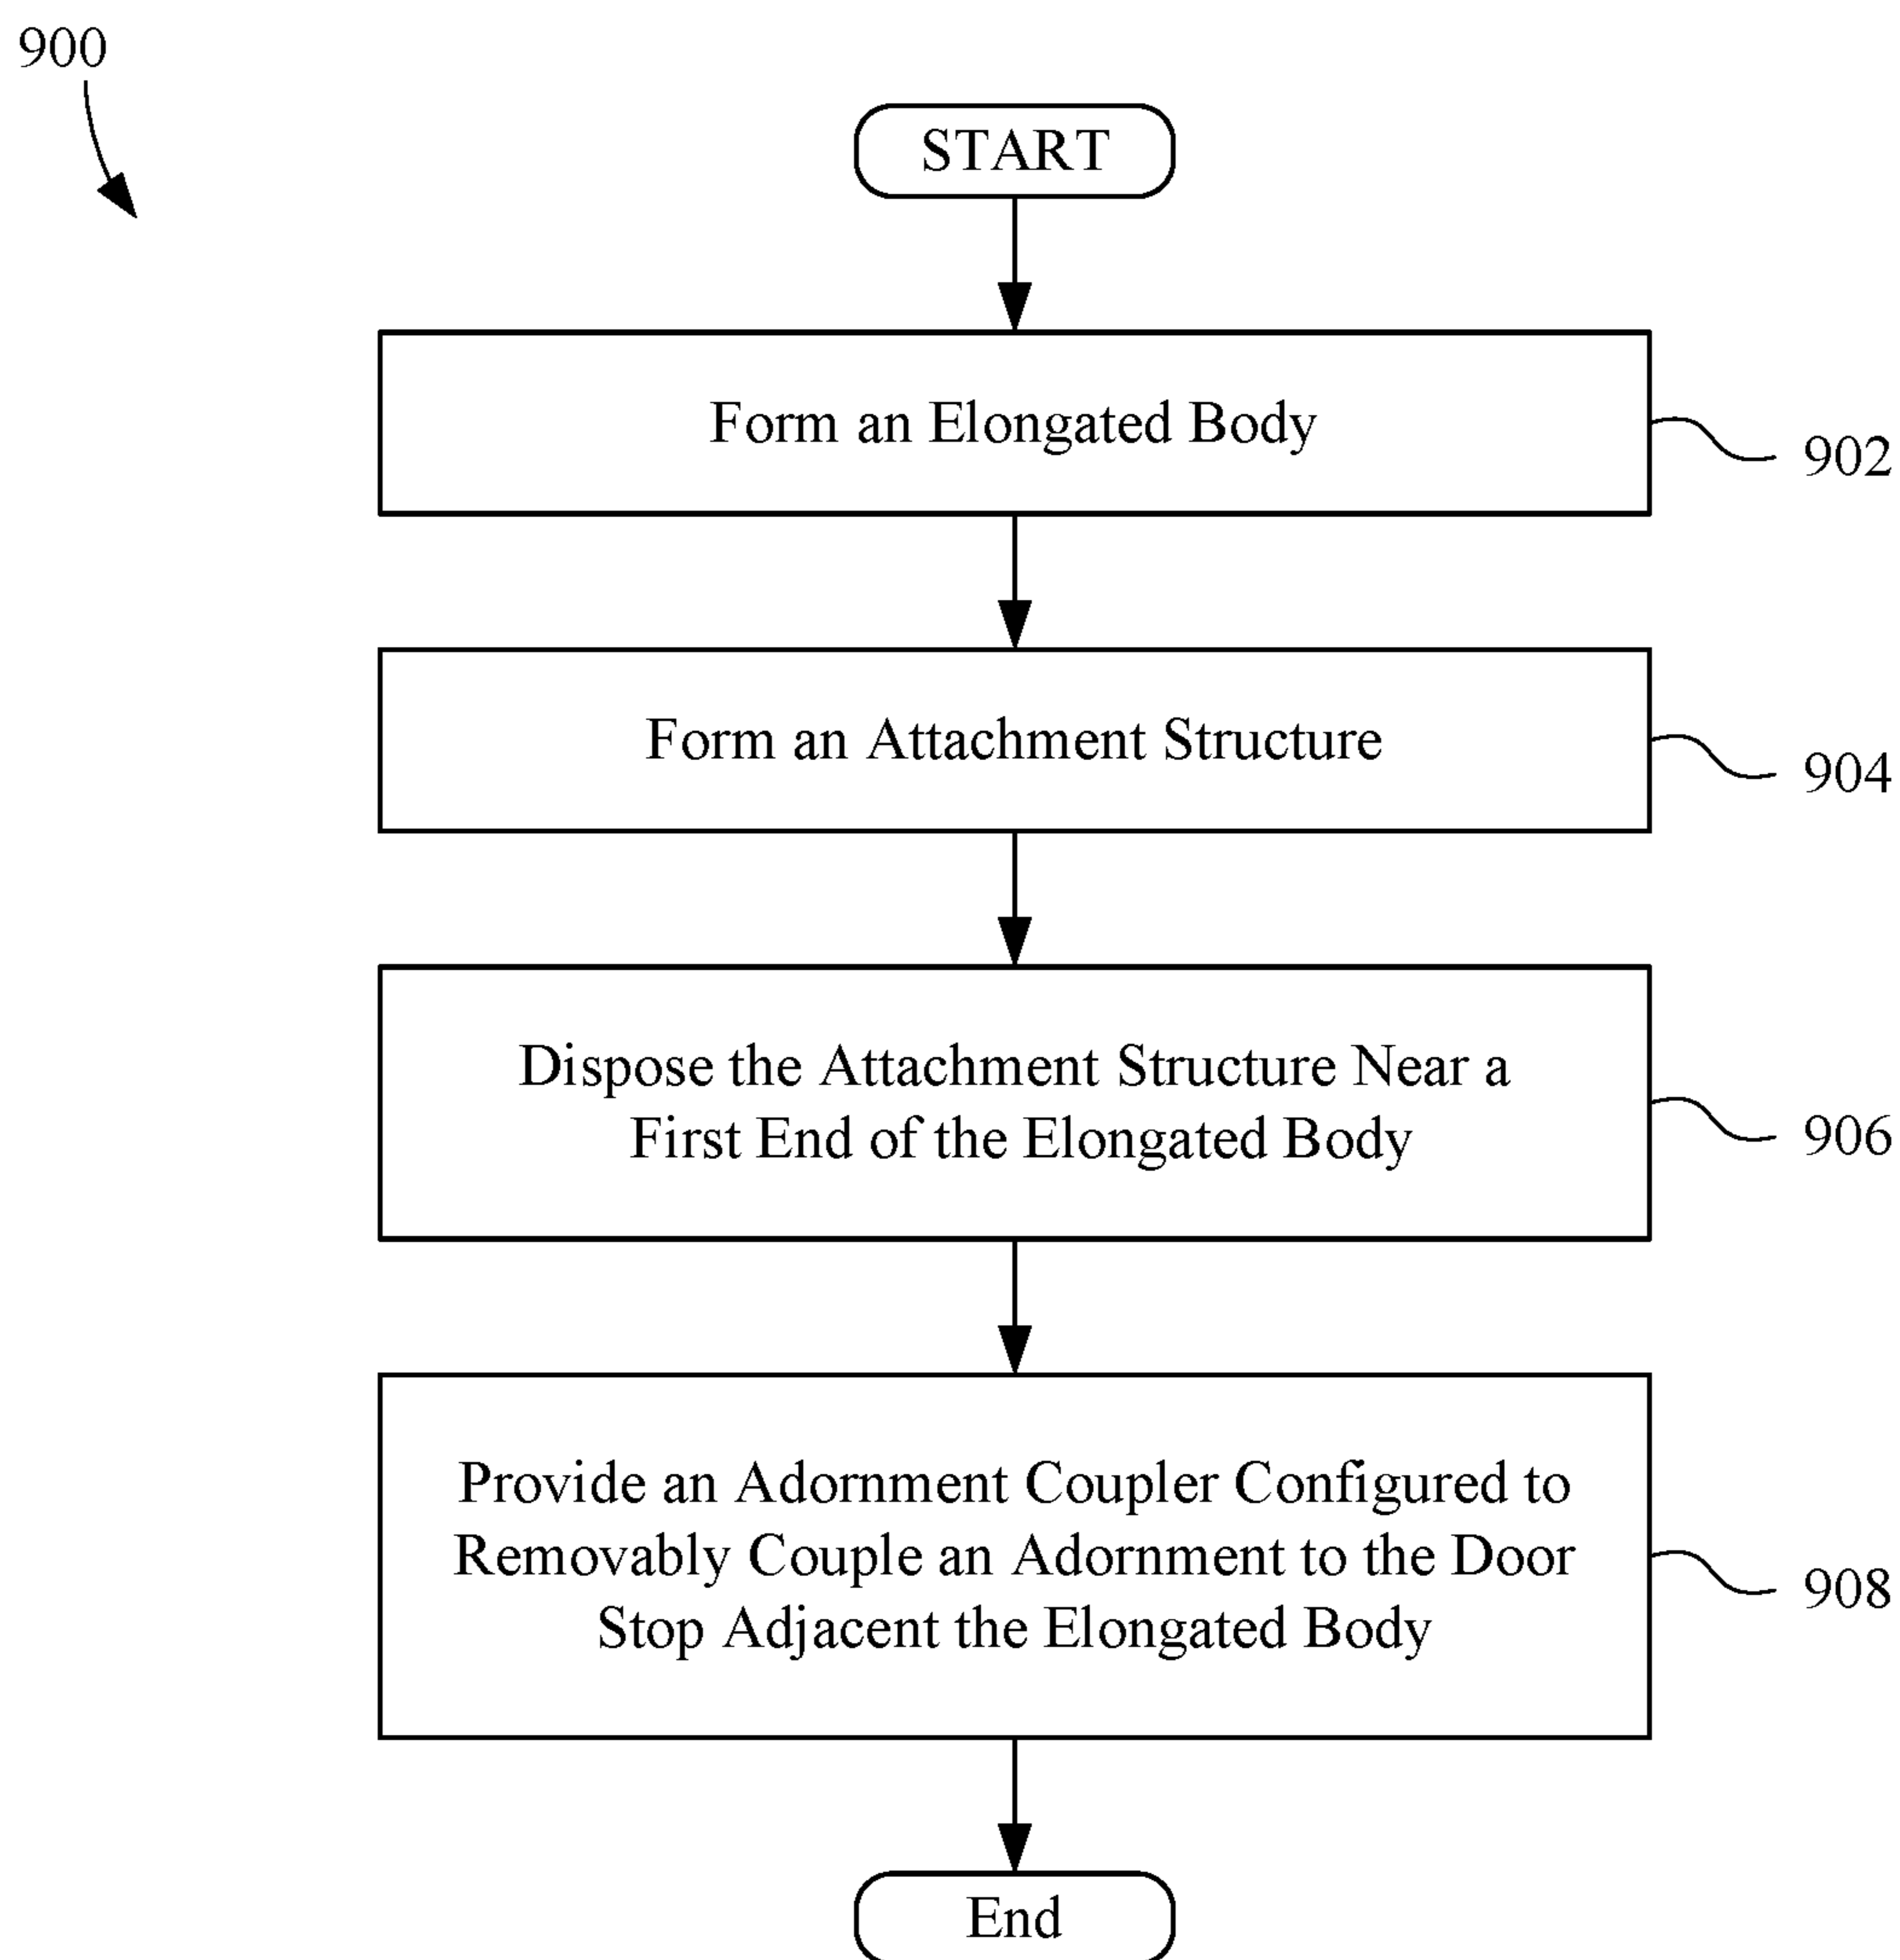 900
START
Form an Elongated Body
902
Form an Attachment Structure
904
Dispose the Attachment Structure Near a
First End of the Elongated Body
906
Provide an Adornment Coupler Configured to
Removably Couple an Adornment to the Door
Stop Adjacent the Elongated Body
908
End